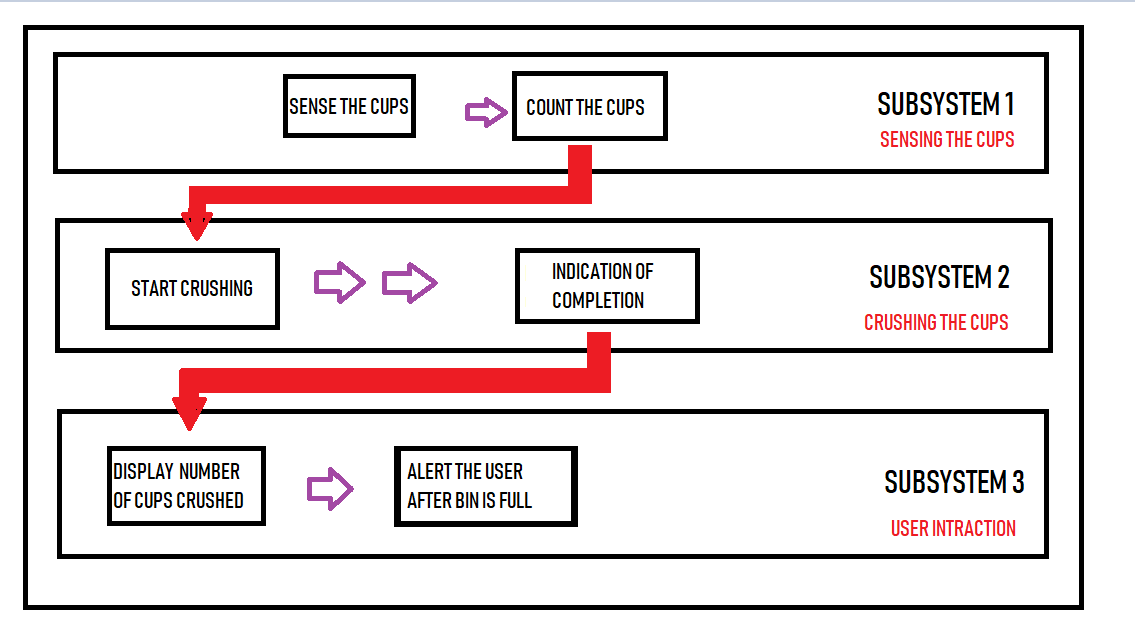 SENSE THE CUPS
COUNT THE CUPS
SUBSYSTEM 1
SENSING THE CUPS
START CRUSHING
INDICATION OF
COMPLETION
SUBSYSTEM 2
CRUSHING THE CUPS
DISPLAY NUMBER
OF CUPS CRUSHED
ALERT THE USER
AFTER BIN IS FULL
SUBSYSTEM 3
USER INTRACTION